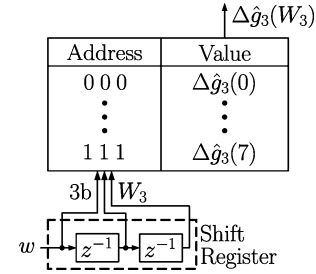 Δĝ₃(W₃)
Address Value
0 0 0 Δĝ₃(0)
1 1 1 Δĝ₃(7)
3b W₃
w z⁻¹ z⁻¹ Shift
Register